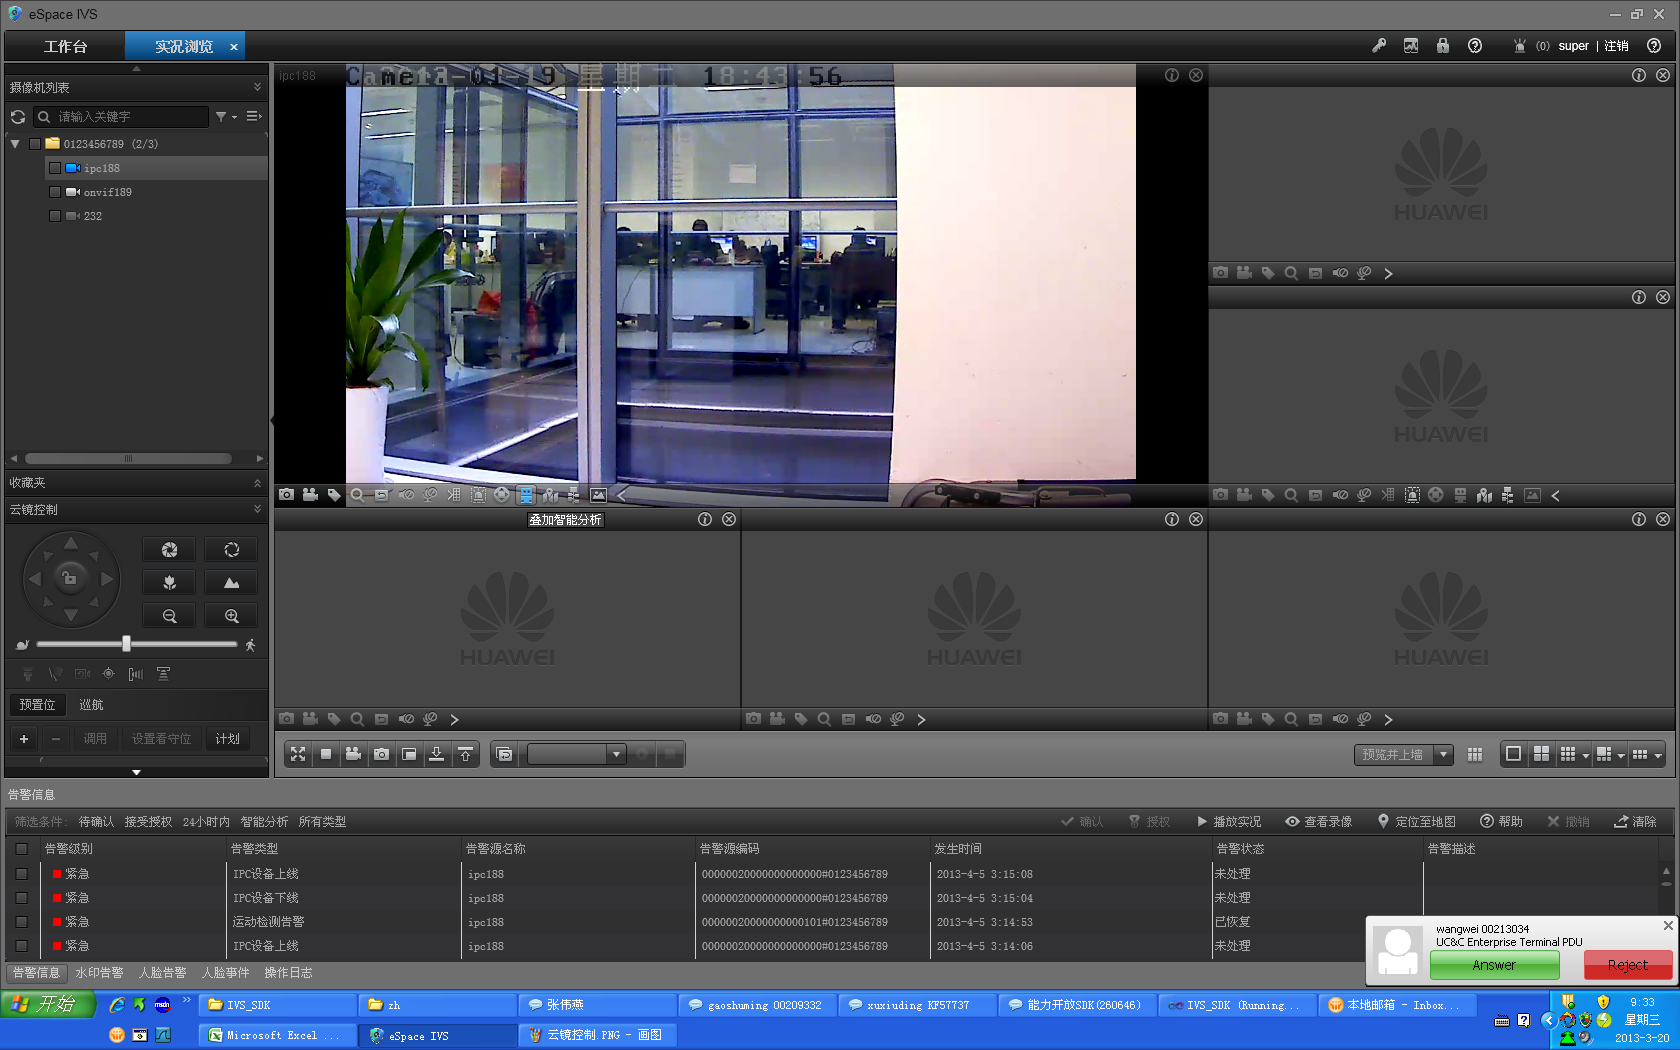 eSpace IVS
工作台
实况浏览 ×
(0) super | 注销
摄像机列表
请输入关键字
0123456789 (2/3)
ipc188
onvif189
232
收藏夹
云镜控制
预置位 巡航
+ − 调用 设置看守位 计划
ipc188
Camera-01-19 星期二 18:43:56
HUAWEI
HUAWEI
叠加智能分析
HUAWEI
HUAWEI
HUAWEI
预览并上墙
告警信息
筛选条件: 待确认 接受授权 24小时内 智能分析 所有类型
确认 授权 播放实况 查看录像 定位至地图 帮助 撤销 清除
告警级别 告警类型 告警源名称 告警源编码 发生时间 告警状态 告警描述
紧急 IPC设备上线 ipc188 00000020000000000000#0123456789 2013-4-5 3:15:08 未处理
紧急 IPC设备下线 ipc188 00000020000000000000#0123456789 2013-4-5 3:15:04 未处理
紧急 运动检测告警 ipc188 00000020000000000101#0123456789 2013-4-5 3:14:53 已恢复
紧急 IPC设备上线 ipc188 00000020000000000000#0123456789 2013-4-5 3:14:06 未处理
告警信息 水印告警 人脸告警 人脸事件 操作日志
wangwei 00213034
UC&C Enterprise Terminal PDU
Answer Reject
开始
msdn
IVS_SDK
zh
张伟燕
gaoshuming 00209332
xuxiuding KF57737
能力开放SDK(260646)
IVS_SDK (Running...
本地邮箱 - Inbox...
Microsoft Excel ...
eSpace IVS
云镜控制.PNG - 画图
9:33
星期三
2013-3-20